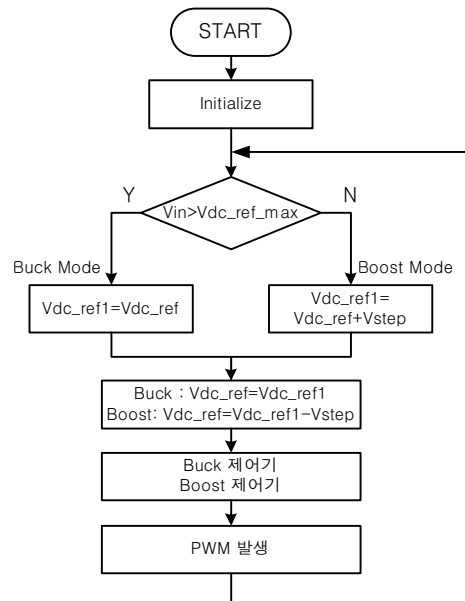 START
Initialize
Vin>Vdc_ref_max
Y
N
Buck Mode
Boost Mode
Vdc_ref1=Vdc_ref
Vdc_ref1=
Vdc_ref+Vstep
Buck : Vdc_ref=Vdc_ref1
Boost: Vdc_ref=Vdc_ref1-Vstep
Buck 제어기
Boost 제어기
PWM 발생